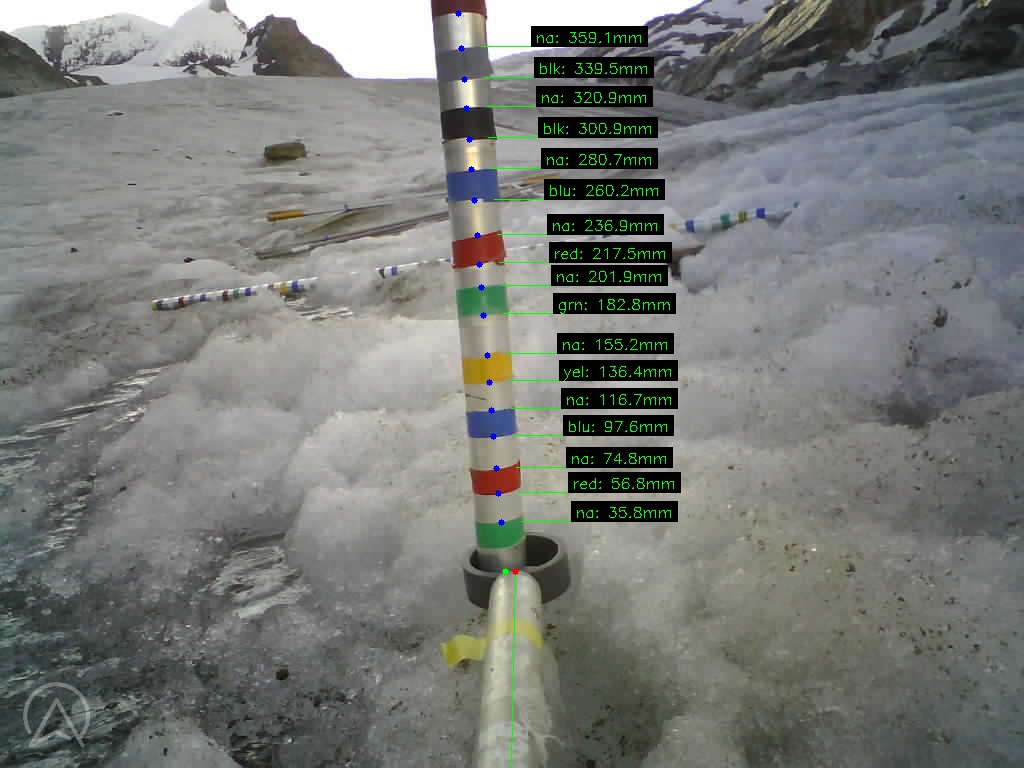 na: 359.1mm
blk: 339.5mm
na: 320.9mm
blk: 300.9mm
na: 280.7mm
blu: 260.2mm
na: 236.9mm
red: 217.5mm
na: 201.9mm
grn: 182.8mm
na: 155.2mm
yel: 136.4mm
na: 116.7mm
blu: 97.6mm
na: 74.8mm
red: 56.8mm
na: 35.8mm